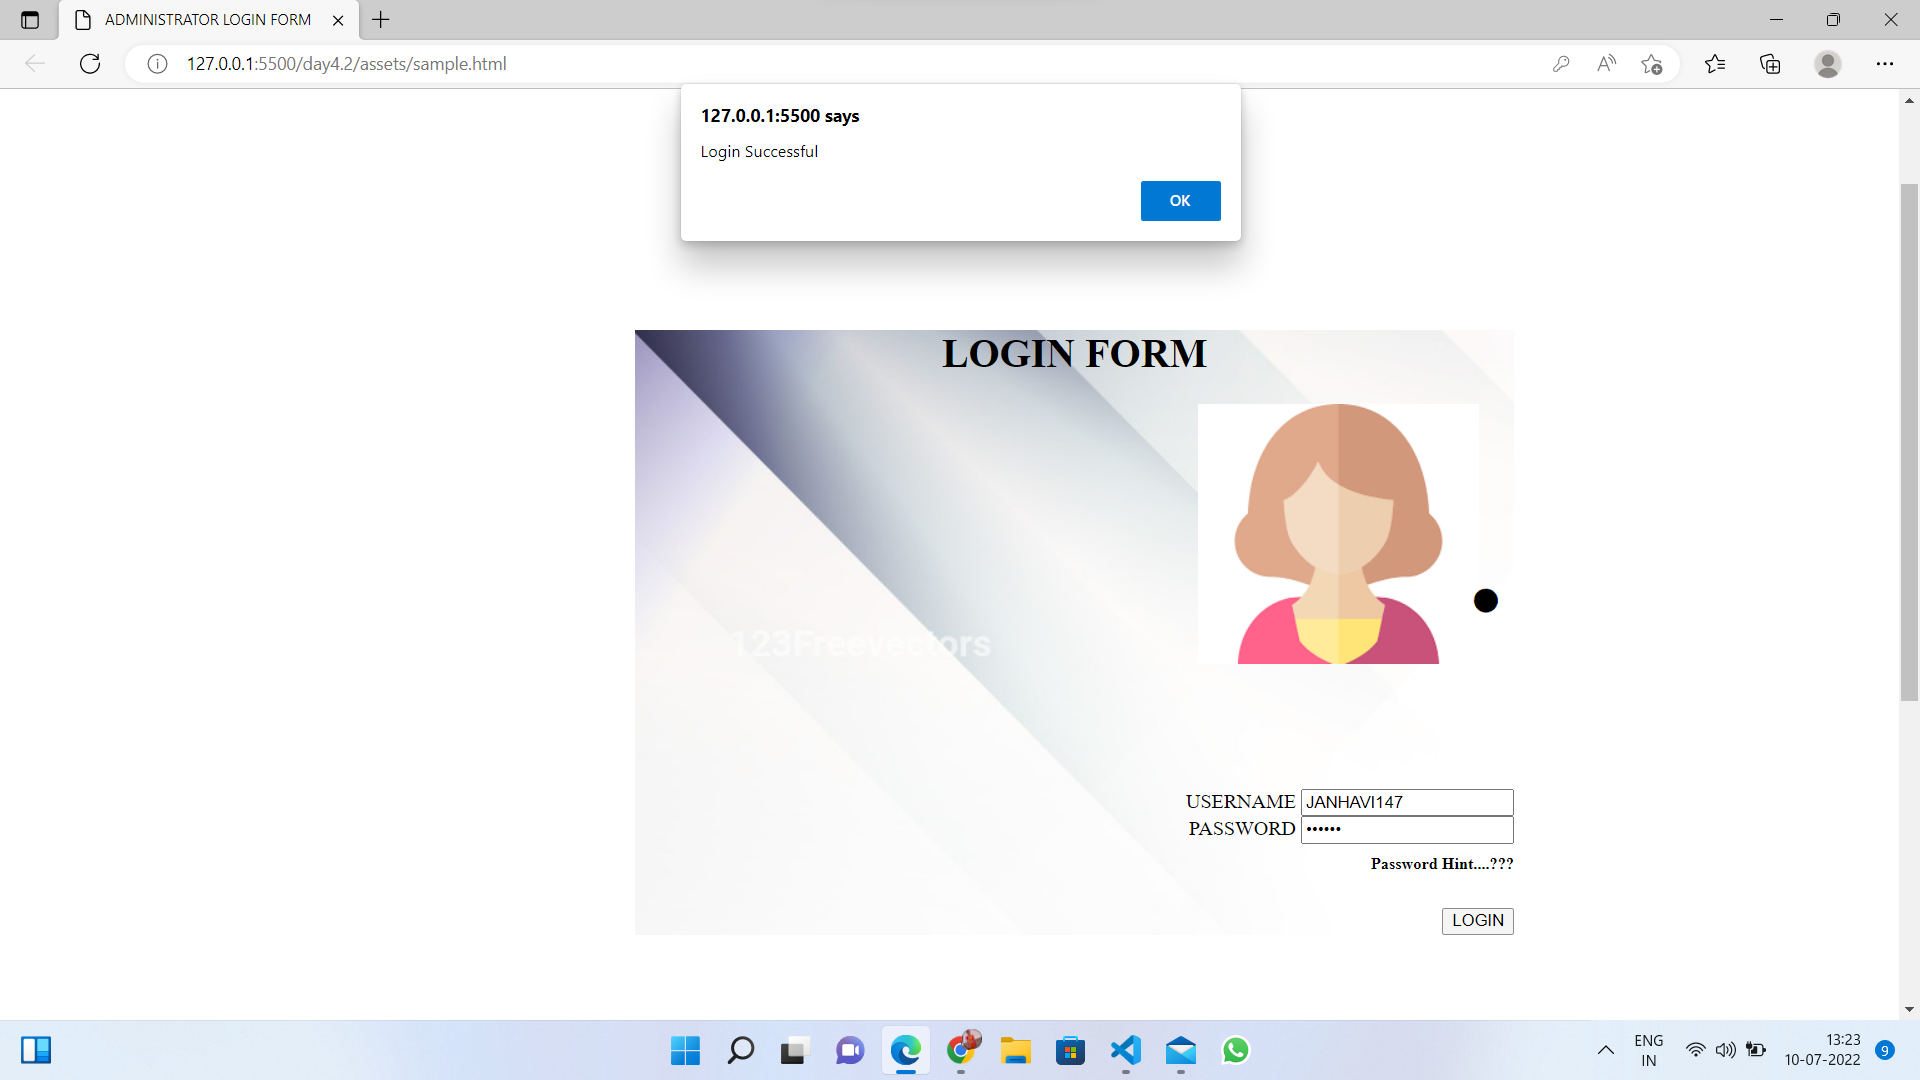 ADMINISTRATOR LOGIN FORM
127.0.0.1:5500/day4.2/assets/sample.html
127.0.0.1:5500 says
Login Successful
OK
LOGIN FORM
123Freevectors
USERNAME JANHAVI147
PASSWORD ••••••
Password Hint....???
LOGIN
ENG
IN
13:23
10-07-2022
9